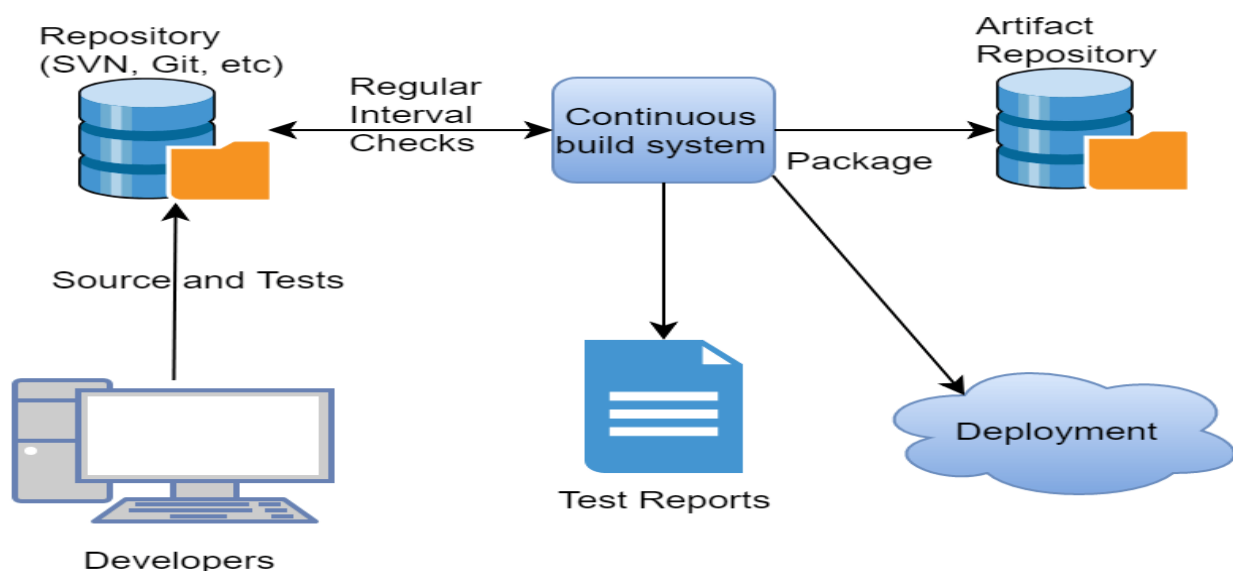 Repository
(SVN, Git, etc)
Regular
Interval
Checks
Continuous
build system
Package
Artifact
Repository
Source and Tests
Developers
Test Reports
Deployment